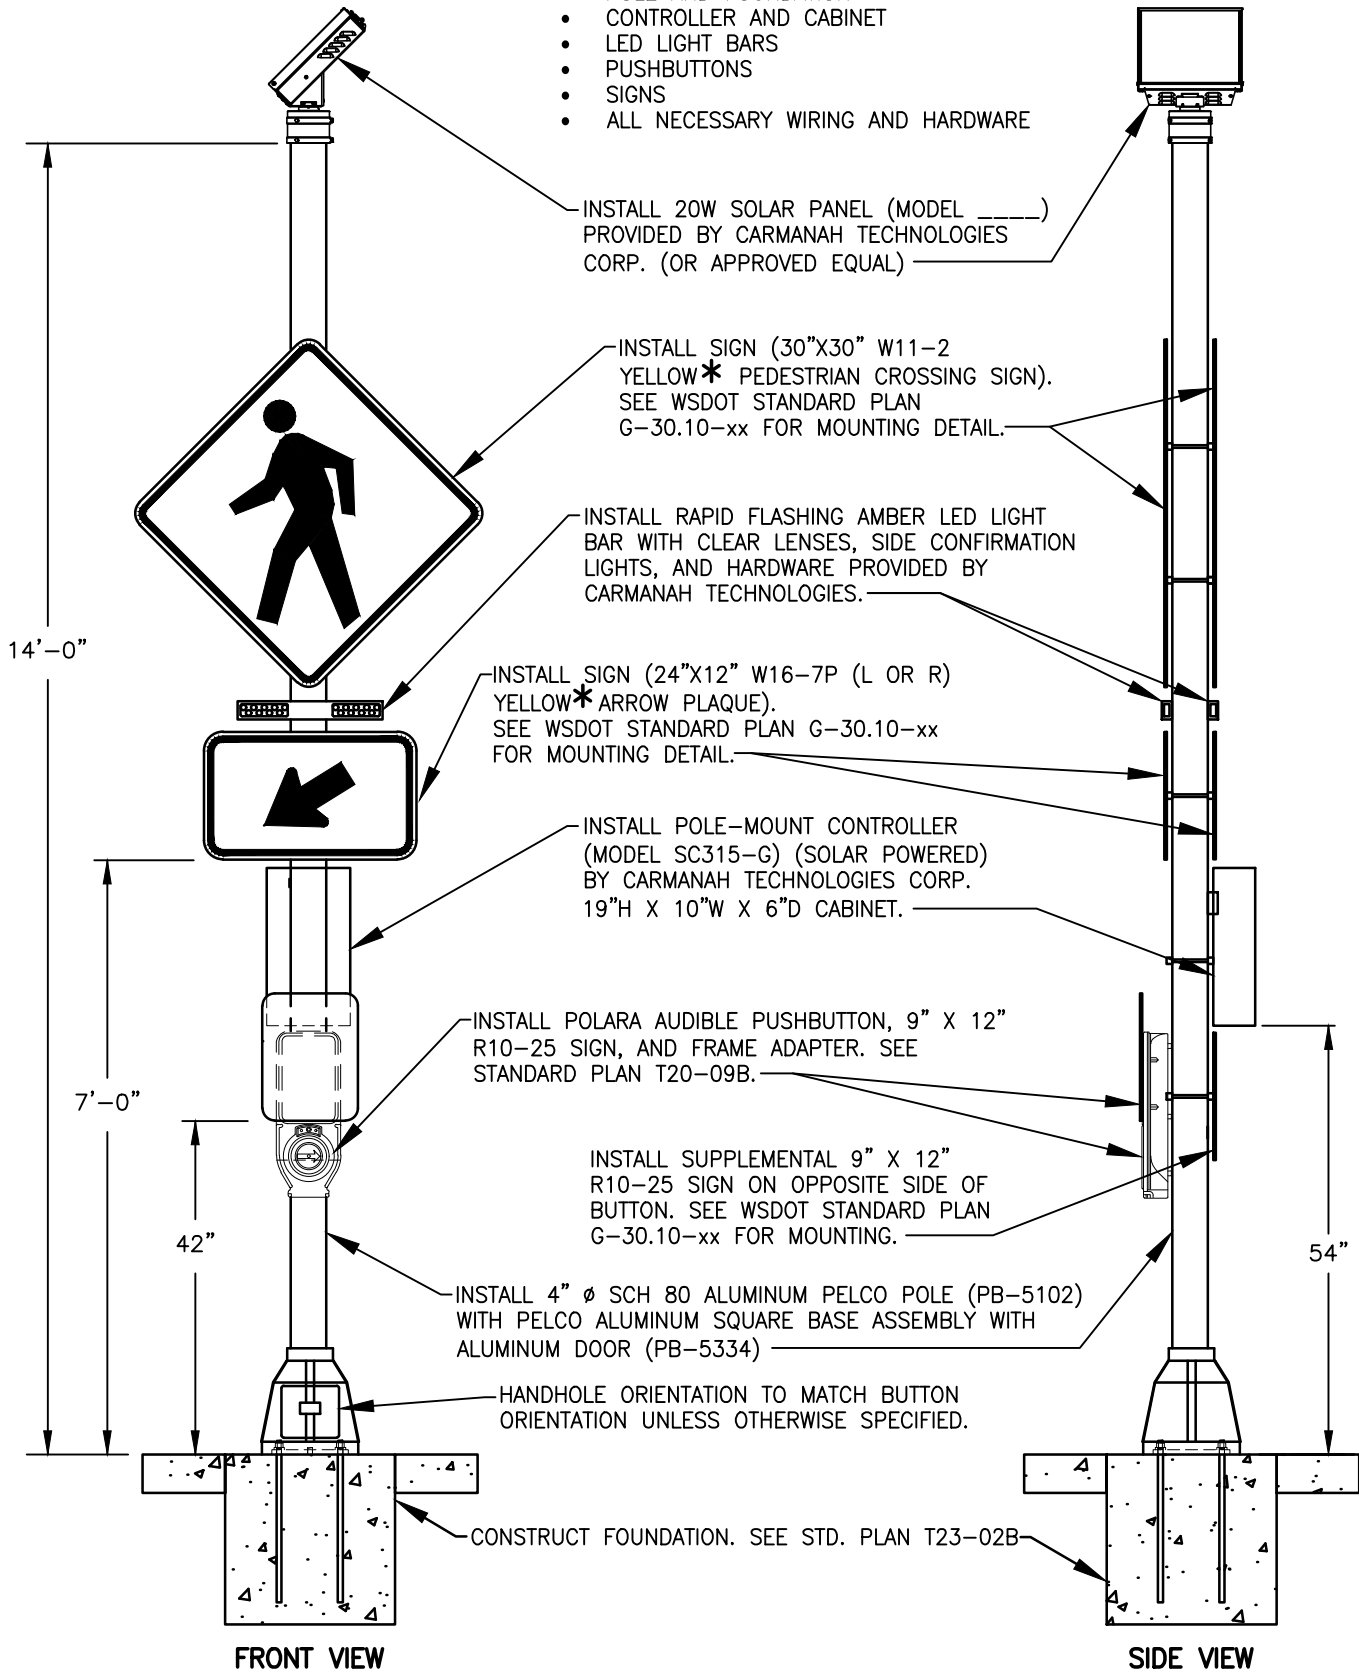 • CONTROLLER AND CABINET
• LED LIGHT BARS
• PUSHBUTTONS
• SIGNS
• ALL NECESSARY WIRING AND HARDWARE
INSTALL 20W SOLAR PANEL (MODEL ____)
PROVIDED BY CARMANAH TECHNOLOGIES
CORP. (OR APPROVED EQUAL)
INSTALL SIGN (30"X30" W11-2
YELLOW* PEDESTRIAN CROSSING SIGN).
SEE WSDOT STANDARD PLAN
G-30.10-xx FOR MOUNTING DETAIL.
INSTALL RAPID FLASHING AMBER LED LIGHT
BAR WITH CLEAR LENSES, SIDE CONFIRMATION
LIGHTS, AND HARDWARE PROVIDED BY
CARMANAH TECHNOLOGIES.
14'-0"
INSTALL SIGN (24"X12" W16-7P (L OR R)
YELLOW* ARROW PLAQUE).
SEE WSDOT STANDARD PLAN G-30.10-xx
FOR MOUNTING DETAIL.
INSTALL POLE-MOUNT CONTROLLER
(MODEL SC315-G) (SOLAR POWERED)
BY CARMANAH TECHNOLOGIES CORP.
19"H X 10"W X 6"D CABINET.
INSTALL POLARA AUDIBLE PUSHBUTTON, 9" X 12"
R10-25 SIGN, AND FRAME ADAPTER. SEE
STANDARD PLAN T20-09B.
7'-0"
INSTALL SUPPLEMENTAL 9" X 12"
R10-25 SIGN ON OPPOSITE SIDE OF
BUTTON. SEE WSDOT STANDARD PLAN
G-30.10-xx FOR MOUNTING.
42"
54"
INSTALL 4" ø SCH 80 ALUMINUM PELCO POLE (PB-5102)
WITH PELCO ALUMINUM SQUARE BASE ASSEMBLY WITH
ALUMINUM DOOR (PB-5334)
HANDHOLE ORIENTATION TO MATCH BUTTON
ORIENTATION UNLESS OTHERWISE SPECIFIED.
CONSTRUCT FOUNDATION. SEE STD. PLAN T23-02B
FRONT VIEW
SIDE VIEW